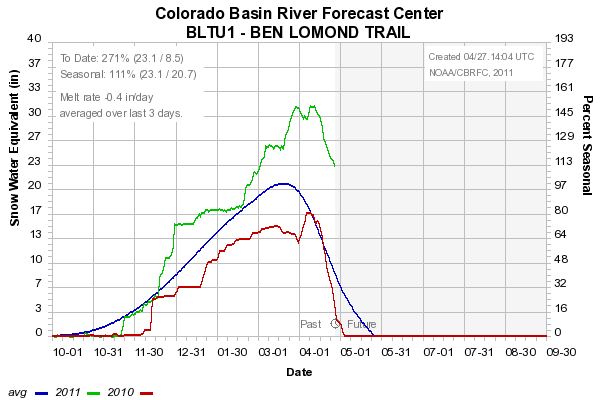 Colorado Basin River Forecast Center
BLTU1 - BEN LOMOND TRAIL
To Date: 271% (23.1 / 8.5)
Seasonal: 111% (23.1 / 20.7)
Melt rate -0.4 in/day
averaged over last 3 days.
Created 04/27.14:04 UTC
NOAA/CBRFC, 2011
Snow Water Equivalent (in)
40
37
33
30
27
23
20
17
13
10
7
3
0
Percent Seasonal
193
177
161
145
129
113
97
80
64
48
32
16
0
Past
Future
10-01 10-31 11-30 12-31 01-30 03-01 04-01 05-01 05-31 07-01 07-31 08-30 09-30
Date
avg 2011 2010